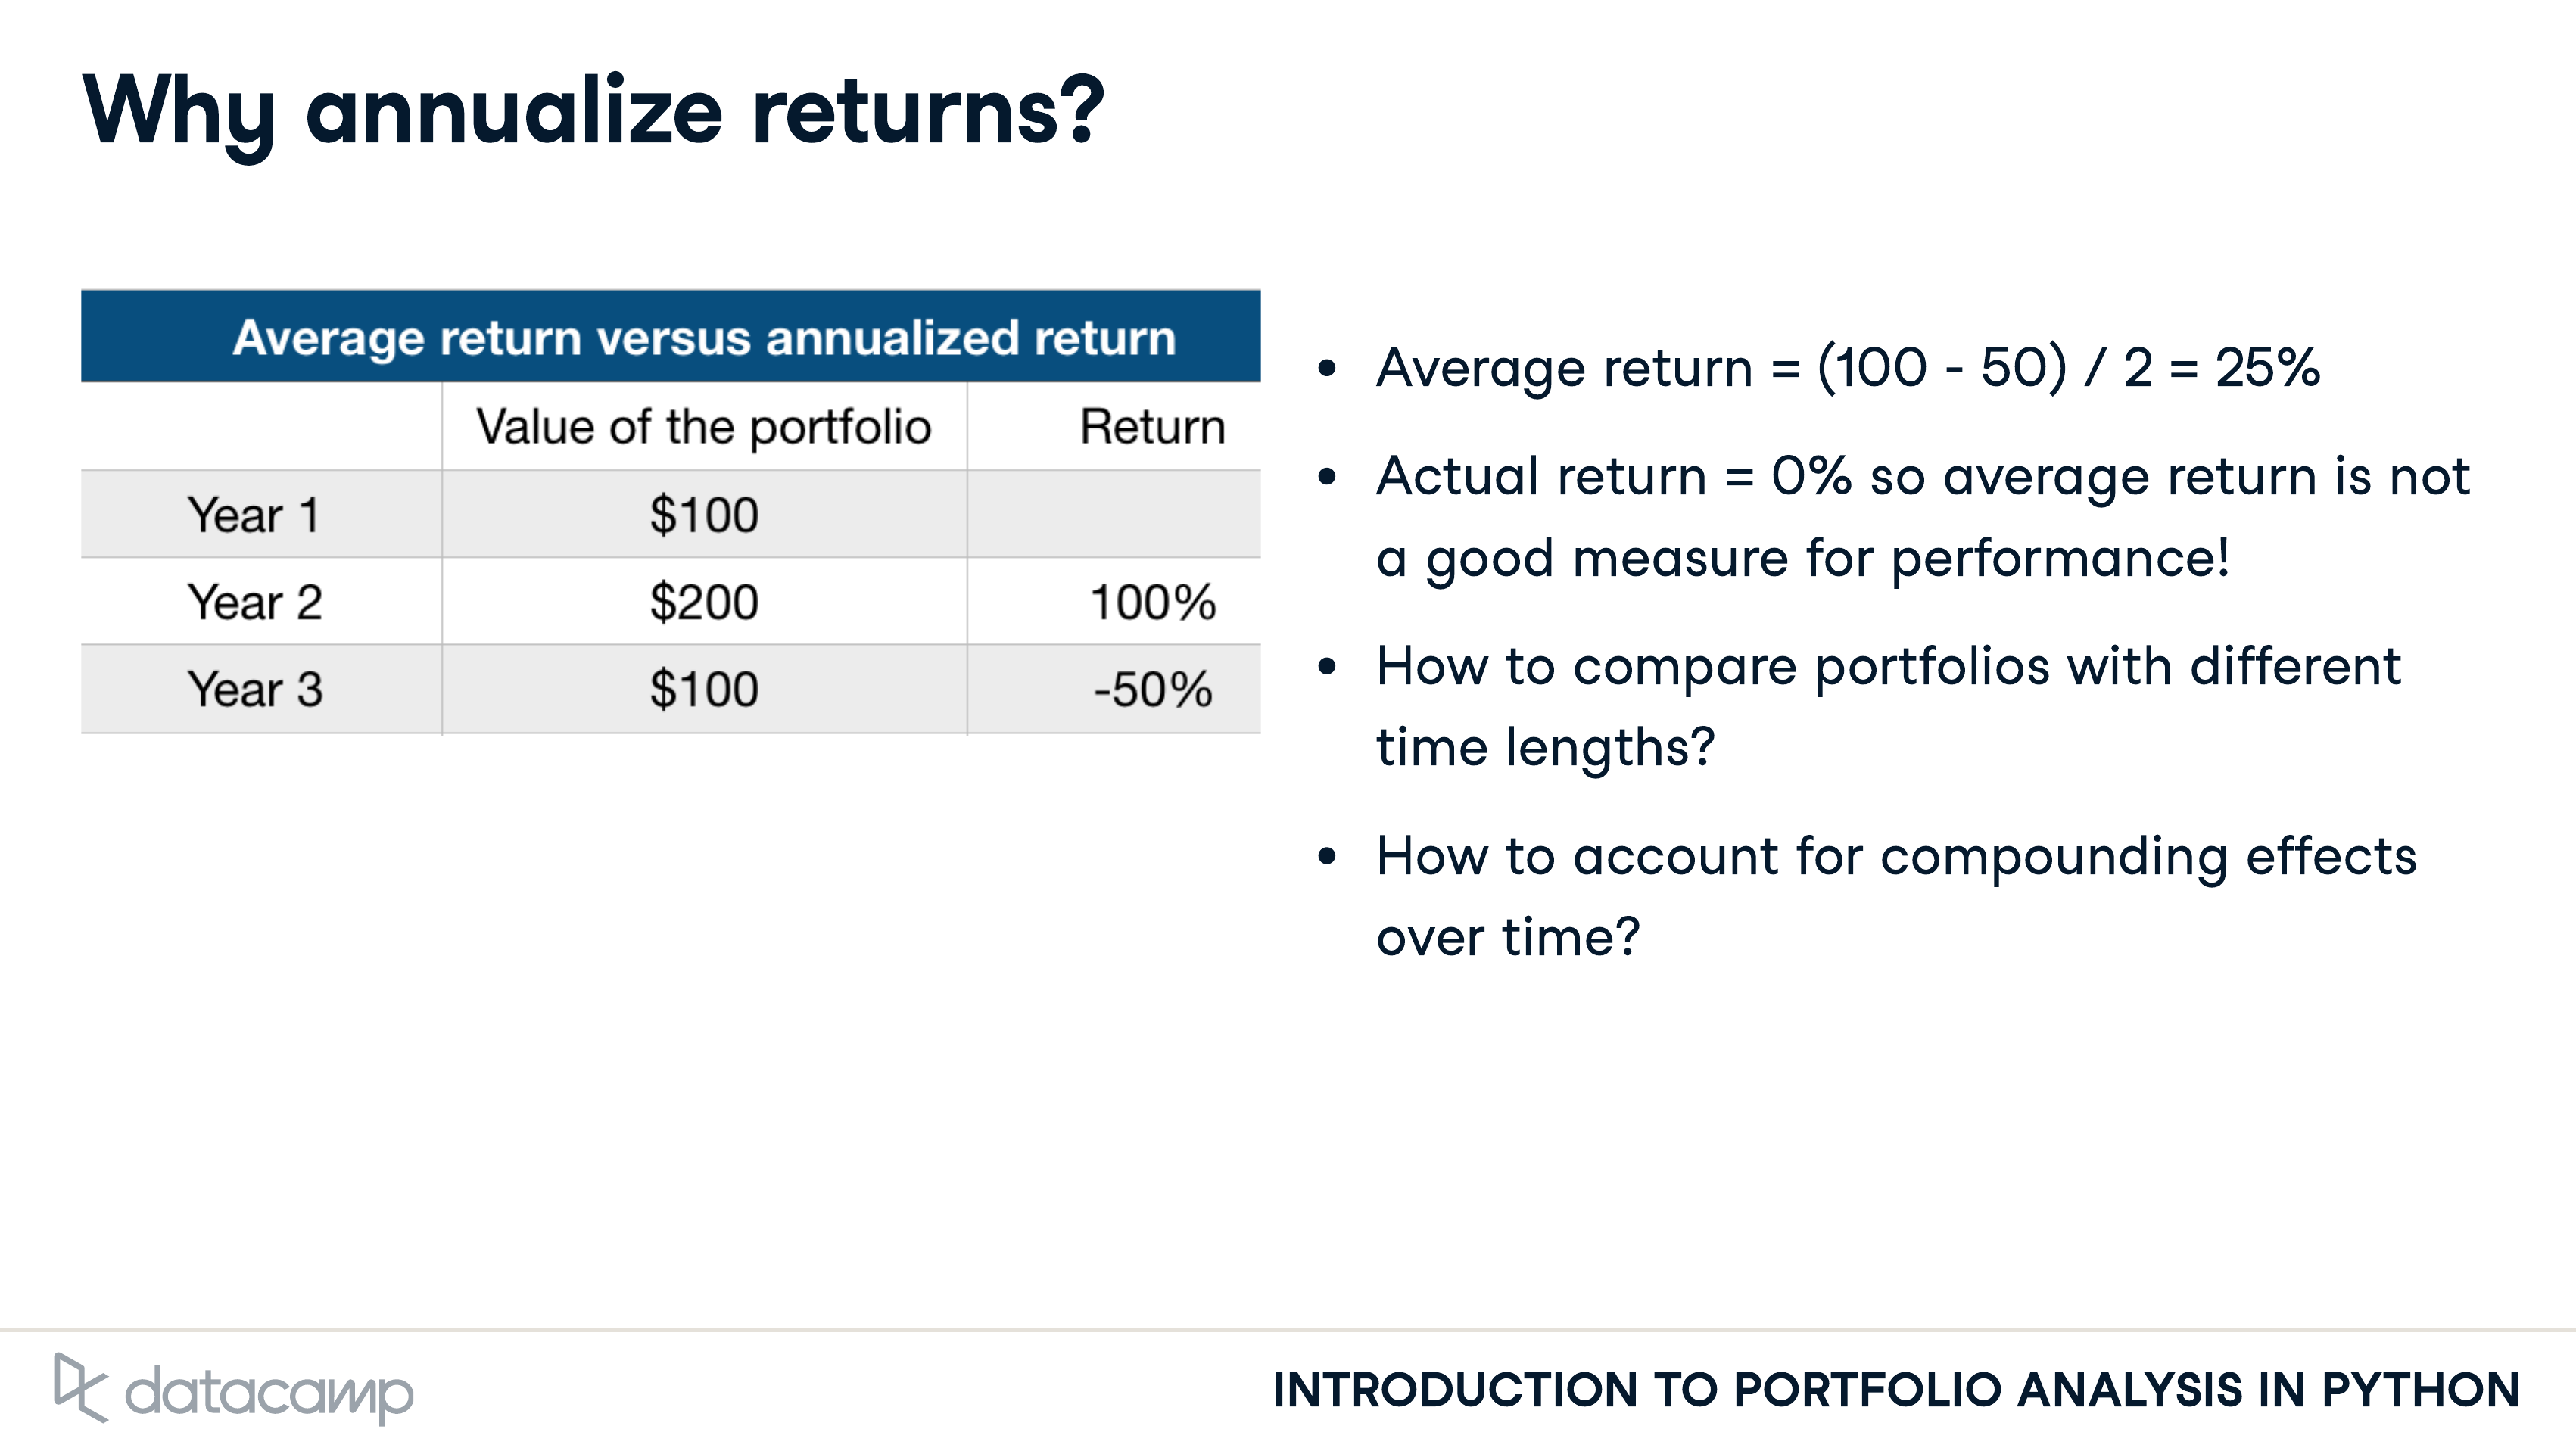 Why annualize returns?
Average return versus annualized return
Value of the portfolio Return
Year 1 $100
Year 2 $200 100%
Year 3 $100 -50%
• Average return = (100 - 50) / 2 = 25%
• Actual return = 0% so average return is not
a good measure for performance!
• How to compare portfolios with different
time lengths?
• How to account for compounding effects
over time?
datacamp
INTRODUCTION TO PORTFOLIO ANALYSIS IN PYTHON